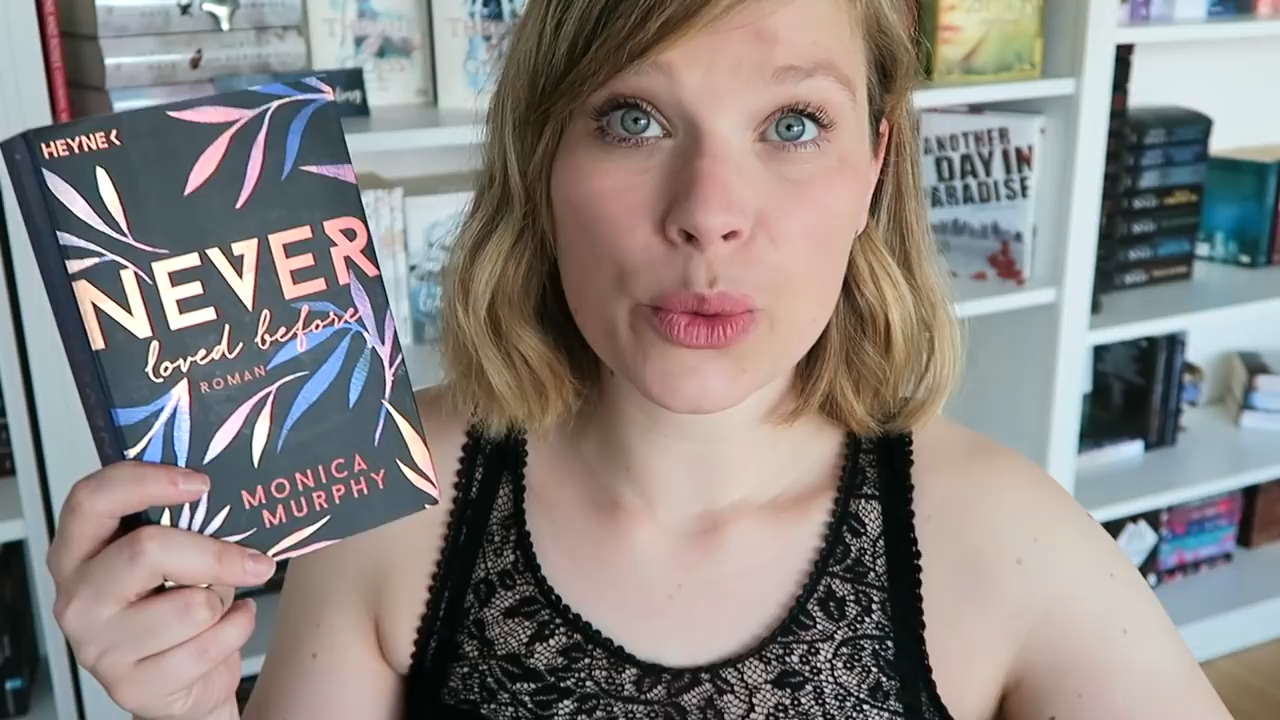 HEYNE<
NEVER
loved before
ROMAN
MONICA
MURPHY
ANOTHER
DAY IN
PARADISE